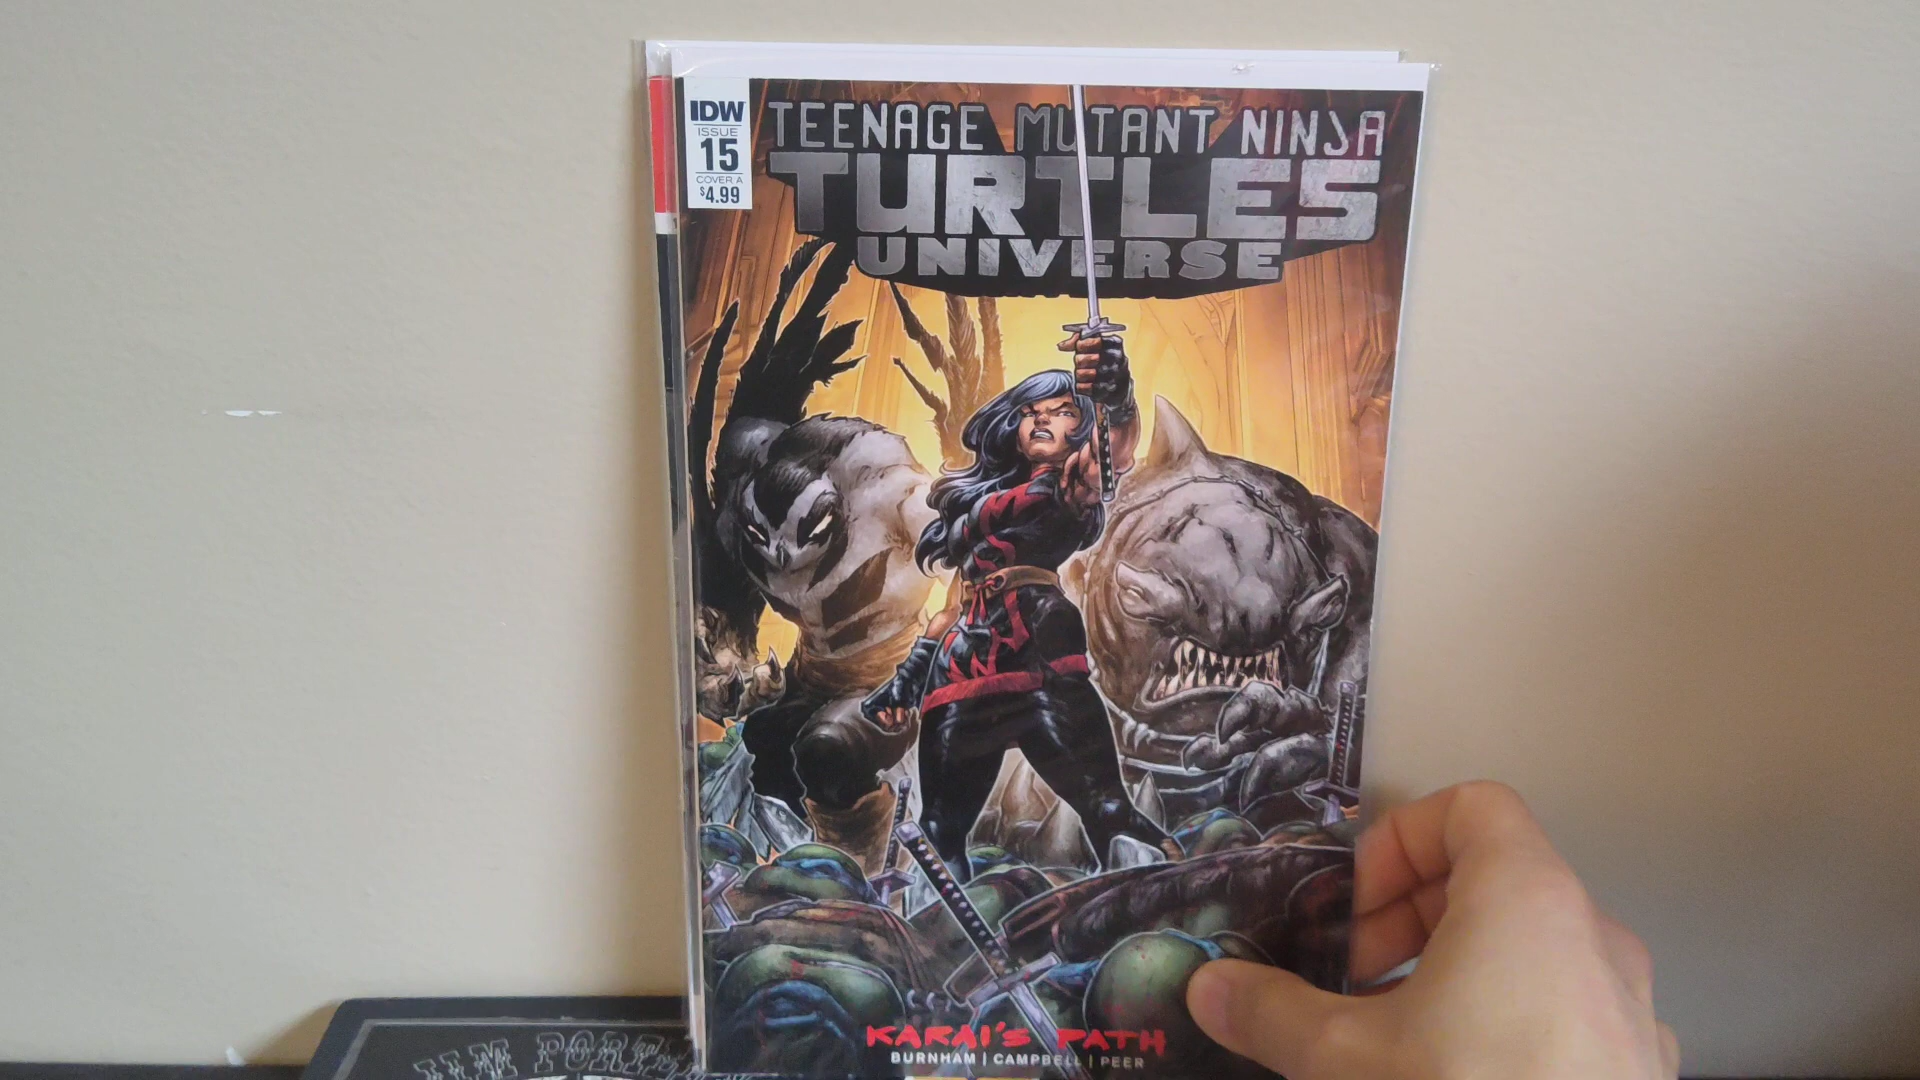 IDW
ISSUE
15
COVER A
$4.99
TEENAGE MUTANT NINJA
TURTLES
UNIVERSE
KARAI'S PATH
BURNHAM | CAMPBELL | PEER